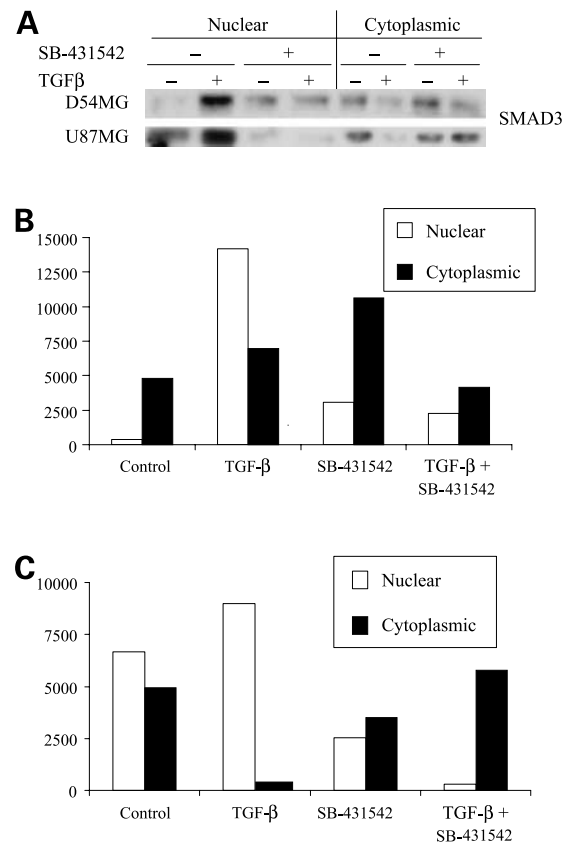 A
Nuclear Cytoplasmic
SB-431542 – + – +
TGFβ – + – + – + – +
D54MG
SMAD3
U87MG
B
Nuclear
Cytoplasmic
15000
12500
10000
7500
5000
2500
0
Control TGF-β SB-431542 TGF-β +
SB-431542
C
Nuclear
Cytoplasmic
10000
7500
5000
2500
0
Control TGF-β SB-431542 TGF-β +
SB-431542